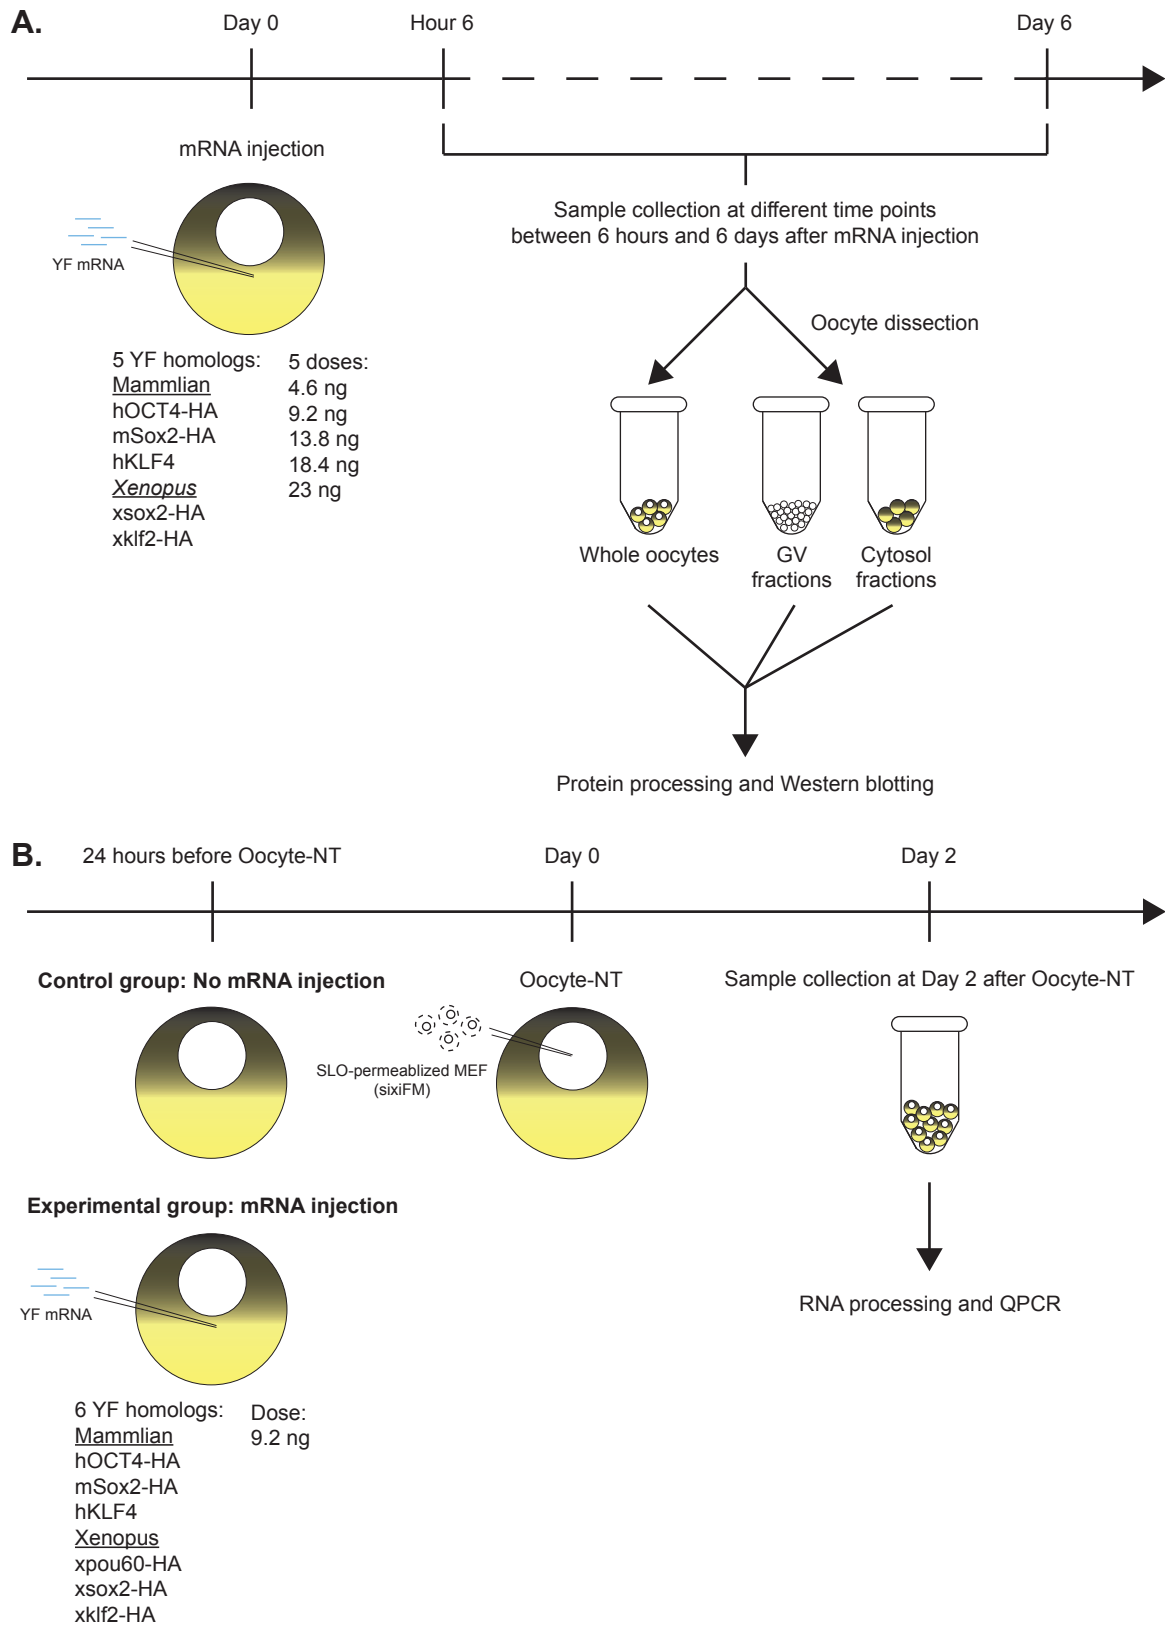 A.
Day 0
Hour 6
Day 6
mRNA injection
YF mRNA
5 YF homologs:
Mammlian
hOCT4-HA
mSox2-HA
hKLF4
Xenopus
xsox2-HA
xklf2-HA
5 doses:
4.6 ng
9.2 ng
13.8 ng
18.4 ng
23 ng
Sample collection at different time points
between 6 hours and 6 days after mRNA injection
Oocyte dissection
Whole oocytes
GV
fractions
Cytosol
fractions
Protein processing and Western blotting
B.
24 hours before Oocyte-NT
Day 0
Day 2
Control group: No mRNA injection
Oocyte-NT
SLO-permeablized MEF
(sixiFM)
Sample collection at Day 2 after Oocyte-NT
Experimental group: mRNA injection
YF mRNA
RNA processing and QPCR
6 YF homologs:
Mammlian
hOCT4-HA
mSox2-HA
hKLF4
Xenopus
xpou60-HA
xsox2-HA
xklf2-HA
Dose:
9.2 ng